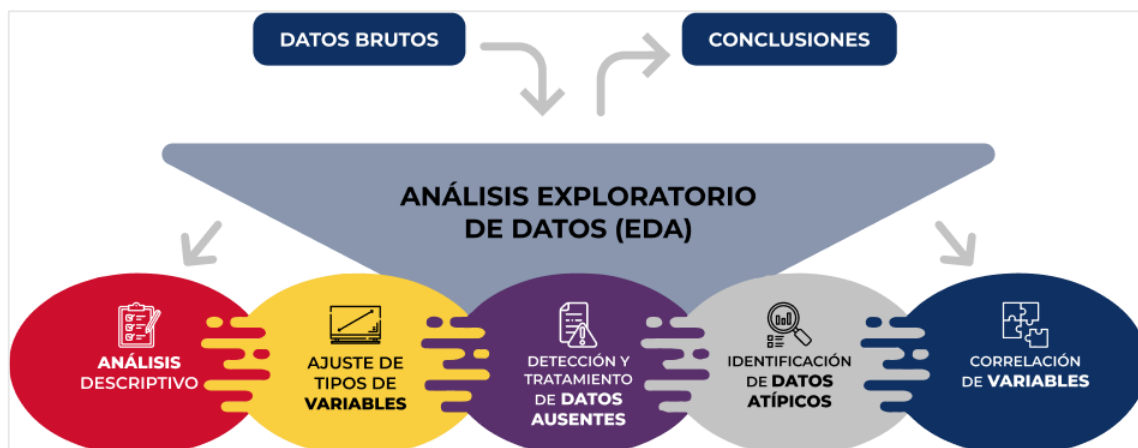 DATOS BRUTOS
CONCLUSIONES
ANÁLISIS EXPLORATORIO
DE DATOS (EDA)
ANÁLISIS
DESCRIPTIVO
AJUSTE DE
TIPOS DE
VARIABLES
DETECCIÓN Y
TRATAMIENTO
DE DATOS
AUSENTES
IDENTIFICACIÓN
DE DATOS
ATÍPICOS
CORRELACIÓN
DE VARIABLES